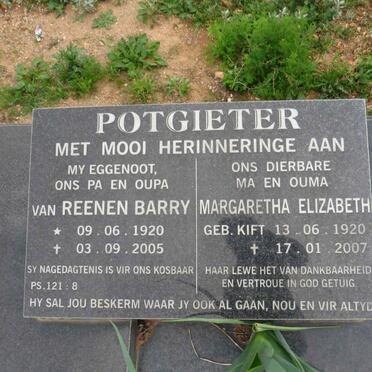 POTGIETER
MET MOOI HERINNERINGE AAN
MY EGGENOOT,
ONS PA EN OUPA
VAN REENEN BARRY
★ 09 . 06 . 1920
✝ 03 . 09 . 2005
SY NAGEDAGTENIS IS VIR ONS KOSBAAR
PS. 121 : 8
ONS DIERBARE
MA EN OUMA
MARGARETHA ELIZABETH
GEB. KIFT 13 . 06 . 1920
✝ 17 . 01 . 2007
HAAR LEWE HET VAN DANKBAARHEID
EN VERTROUE IN GOD GETUIG.
HY SAL JOU BESKERM WAAR JY OOK AL GAAN, NOU EN VIR ALTYD